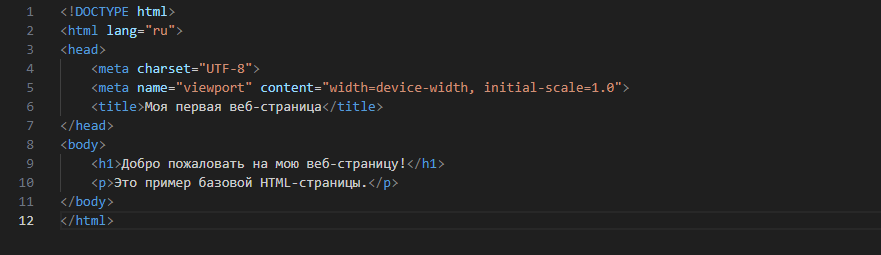 1 <!DOCTYPE html>
2 <html lang="ru">
3 <head>
4     <meta charset="UTF-8">
5     <meta name="viewport" content="width=device-width, initial-scale=1.0">
6     <title>Моя первая веб-страница</title>
7 </head>
8 <body>
9     <h1>Добро пожаловать на мою веб-страницу!</h1>
10     <p>Это пример базовой HTML-страницы.</p>
11 </body>
12 </html>